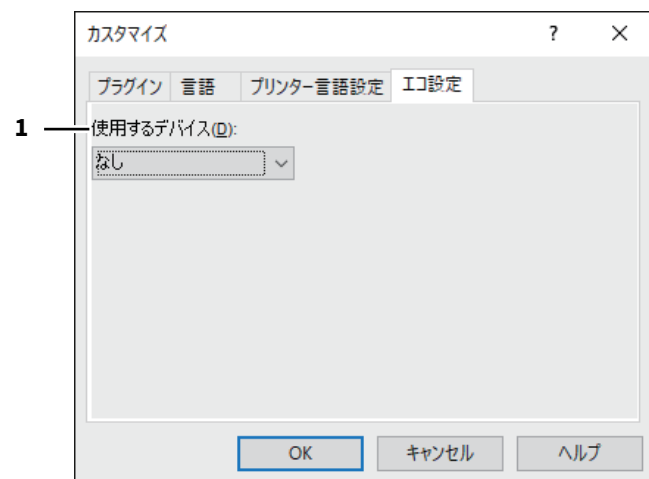 カスタマイズ ? ×
プラグイン 言語 プリンター言語設定 エコ設定
1 使用するデバイス(D):
なし
OK キャンセル ヘルプ